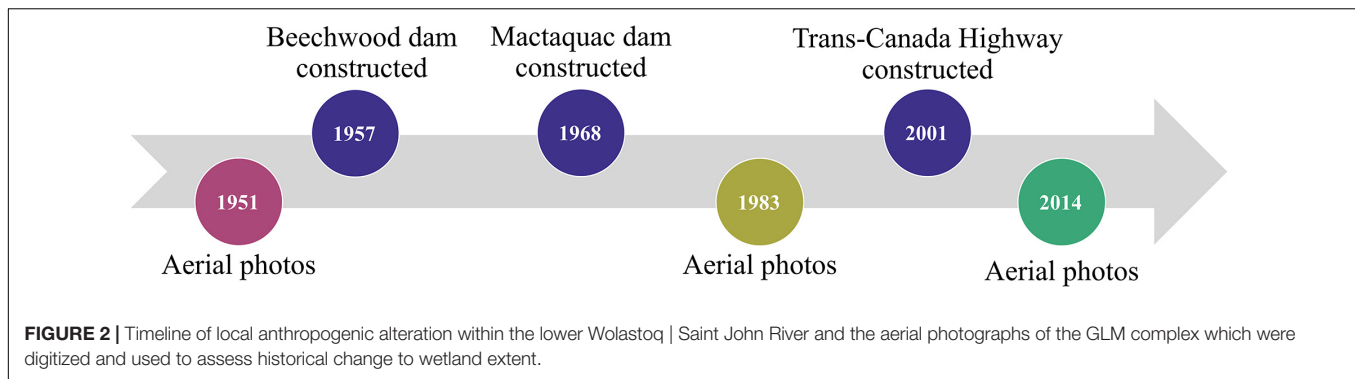 Beechwood dam
constructed
Mactaquac dam
constructed
Trans-Canada Highway
constructed
1957
1968
2001
1951
1983
2014
Aerial photos
Aerial photos
Aerial photos
FIGURE 2 | Timeline of local anthropogenic alteration within the lower Wolastoq | Saint John River and the aerial photographs of the GLM complex which were
digitized and used to assess historical change to wetland extent.